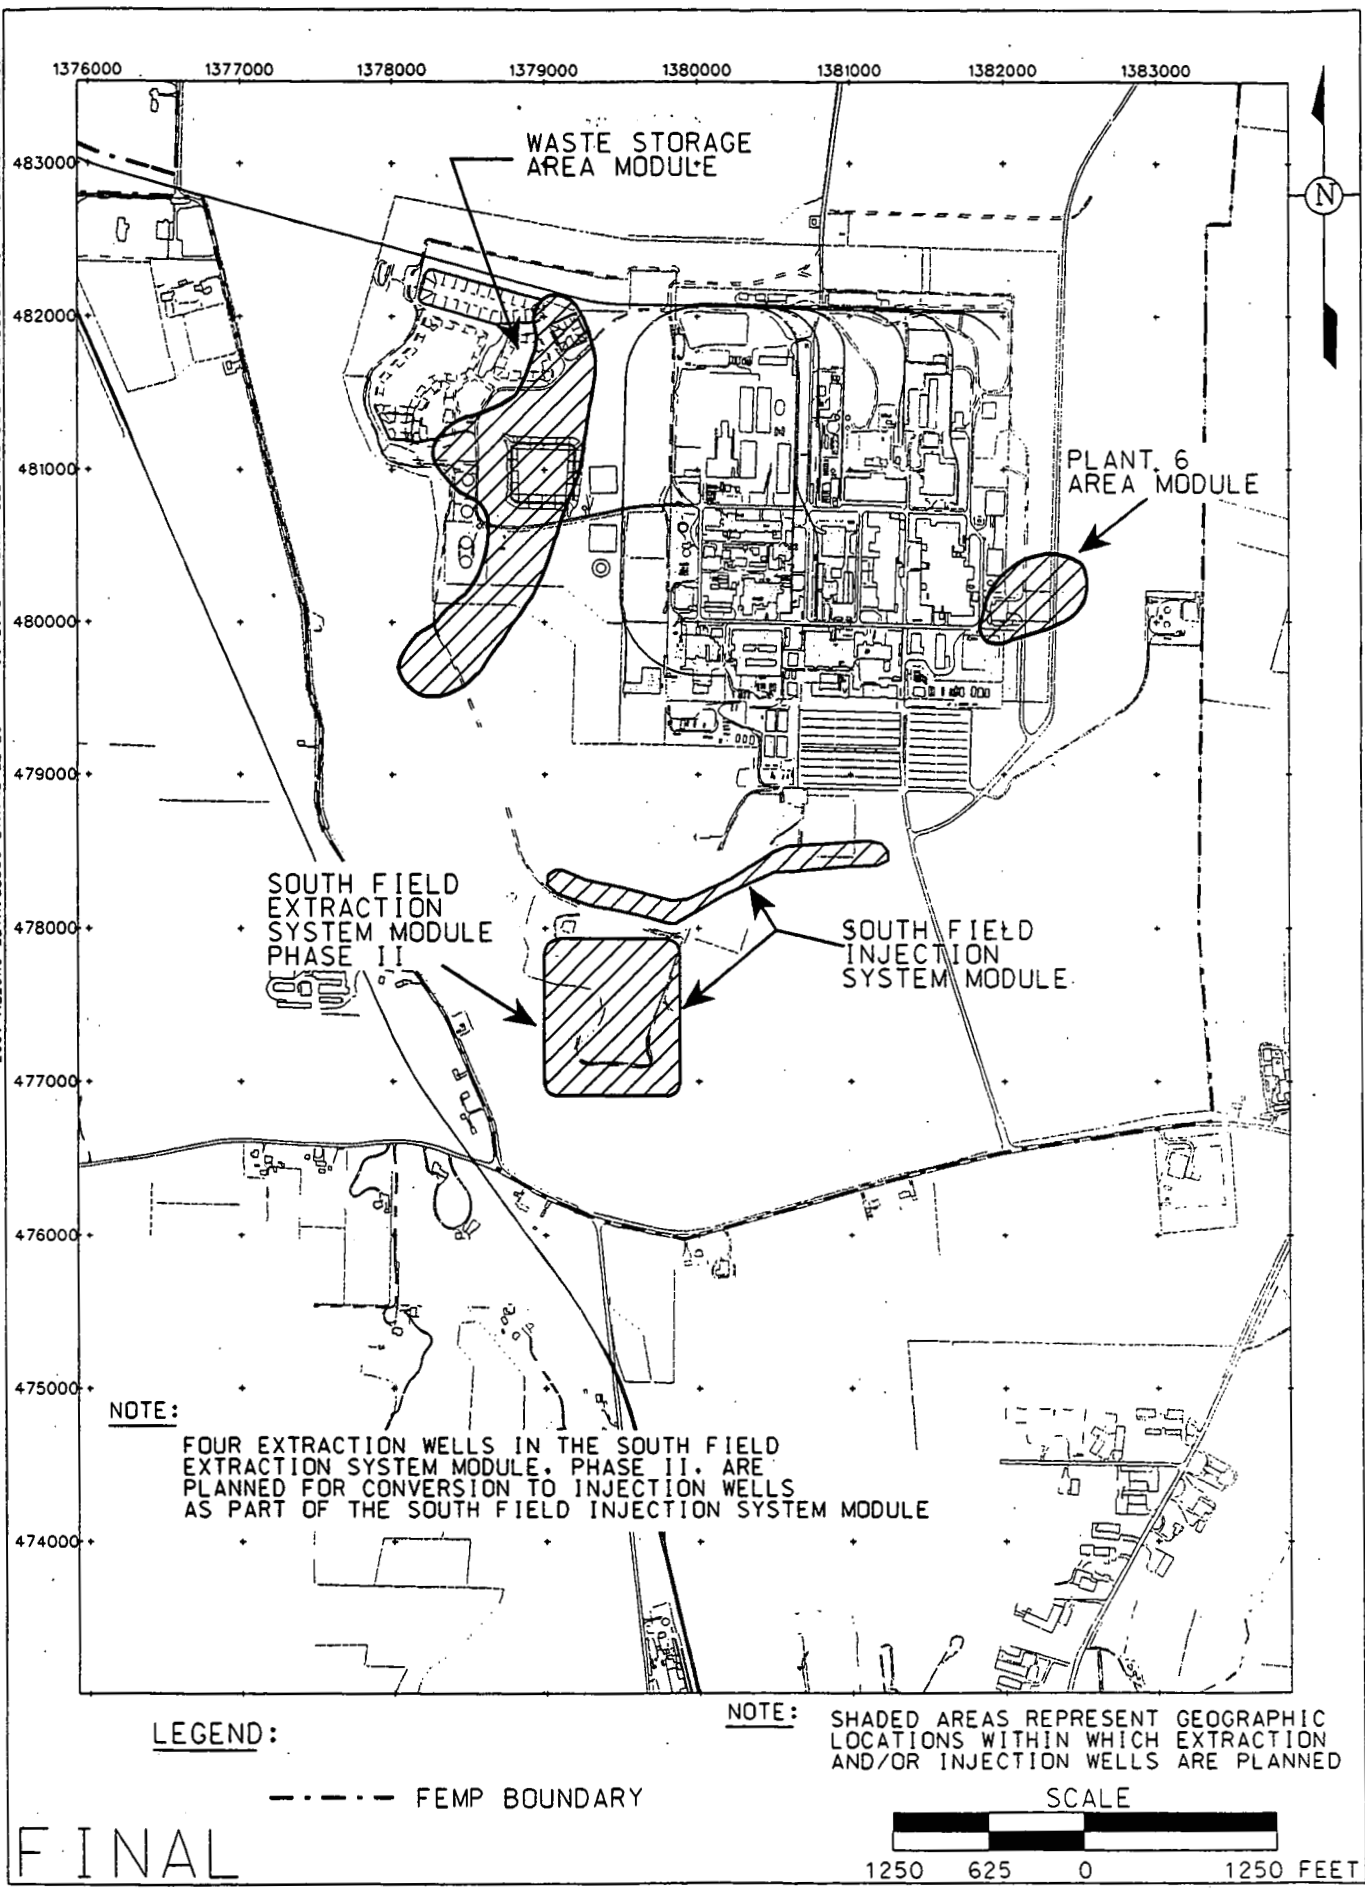 1376000 1377000 1378000 1379000 1380000 1381000 1382000 1383000
483000
482000
481000
480000
479000
478000
477000
476000
475000
474000
N
WASTE STORAGE
AREA MODULE
PLANT 6
AREA MODULE
SOUTH FIELD
EXTRACTION
SYSTEM MODULE
PHASE II
SOUTH FIELD
INJECTION
SYSTEM MODULE
NOTE:
FOUR EXTRACTION WELLS IN THE SOUTH FIELD
EXTRACTION SYSTEM MODULE, PHASE II, ARE
PLANNED FOR CONVERSION TO INJECTION WELLS
AS PART OF THE SOUTH FIELD INJECTION SYSTEM MODULE
LEGEND:
FEMP BOUNDARY
NOTE:
SHADED AREAS REPRESENT GEOGRAPHIC
LOCATIONS WITHIN WHICH EXTRACTION
AND/OR INJECTION WELLS ARE PLANNED
SCALE
1250 625 0 1250 FEET
FINAL